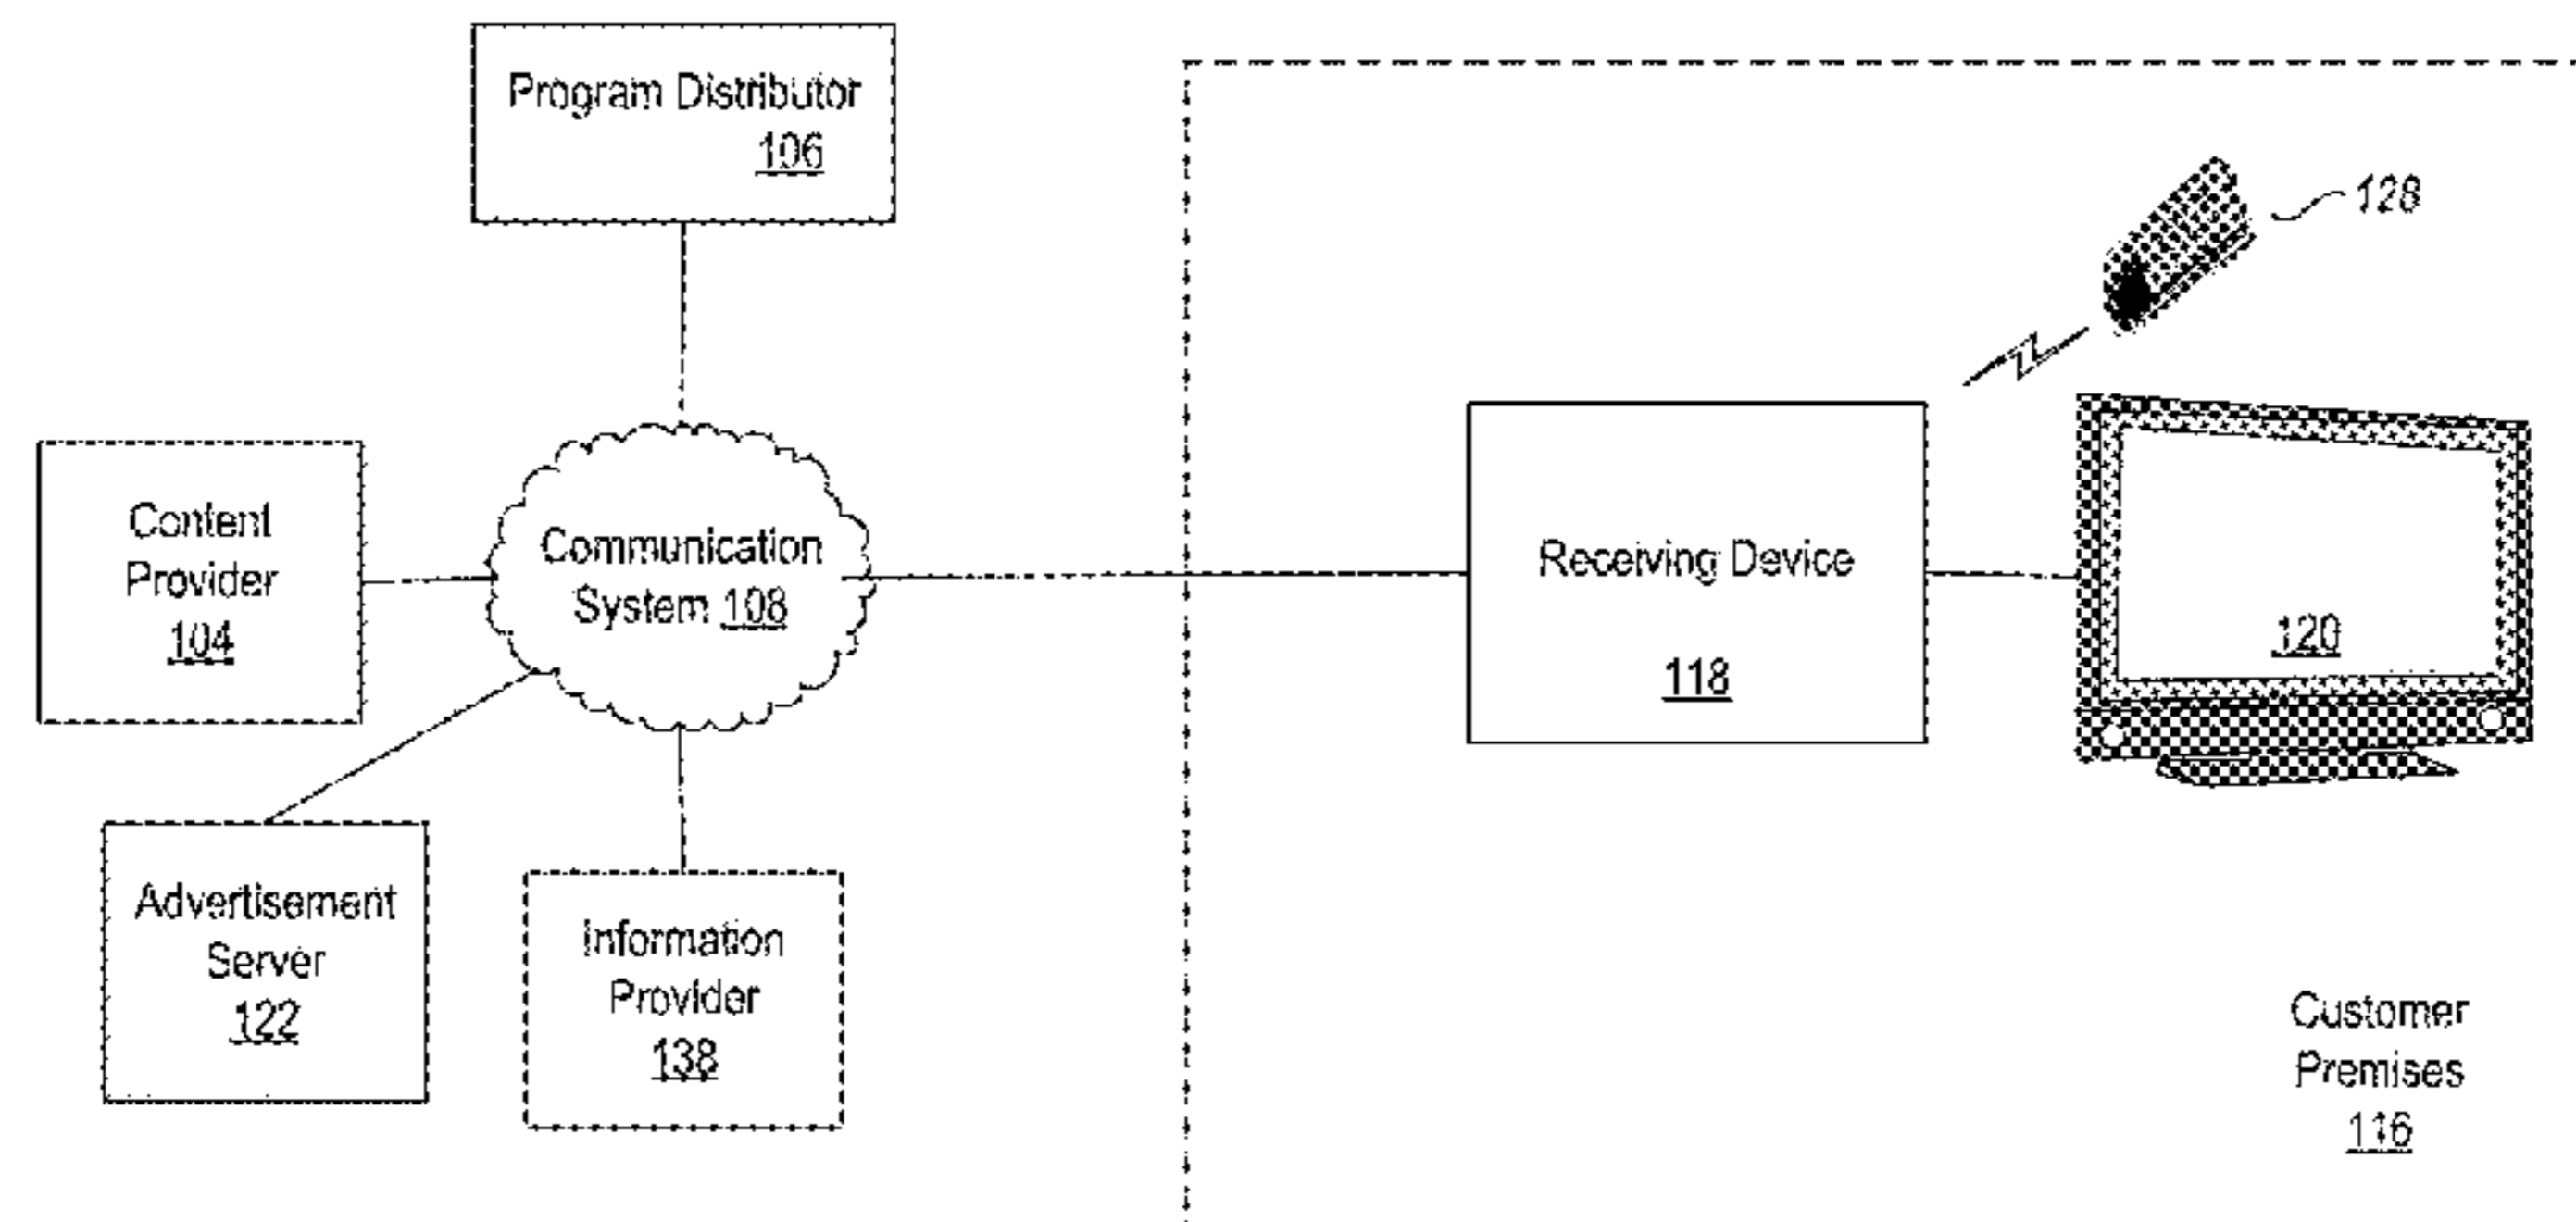 Program Distributor
106
128
Content
Provider
104
Communication
System 108
Receiving Device
118
120
Advertisement
Server
122
Information
Provider
138
Customer
Premises
116